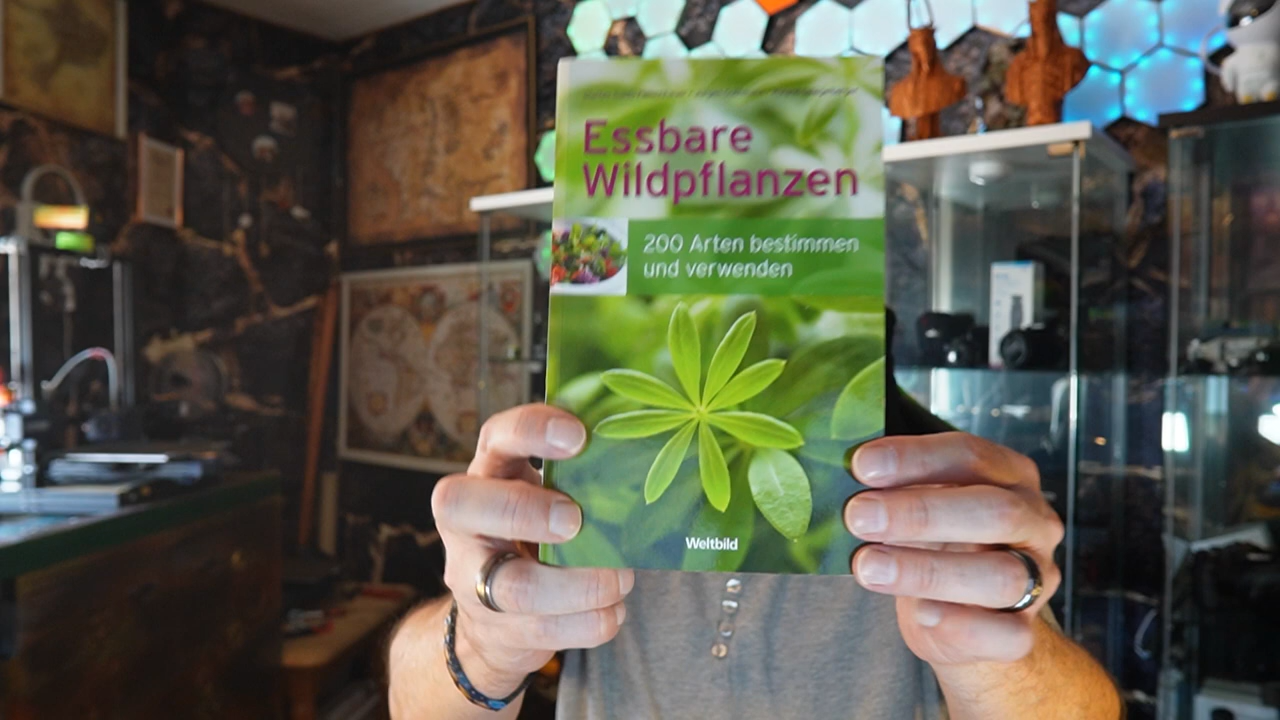 Essbare
Wildpflanzen
200 Arten bestimmen
und verwenden
Weltbild